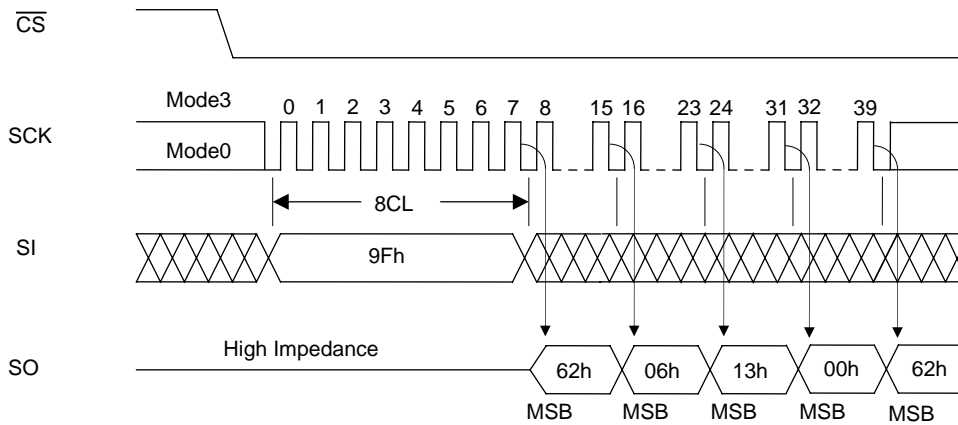 CS
Mode3 0 1 2 3 4 5 6 7 8 15 16 23 24 31 32 39
SCK
Mode0
8CL
SI
9Fh
High Impedance
SO
62h 06h 13h 00h 62h
MSB MSB MSB MSB MSB